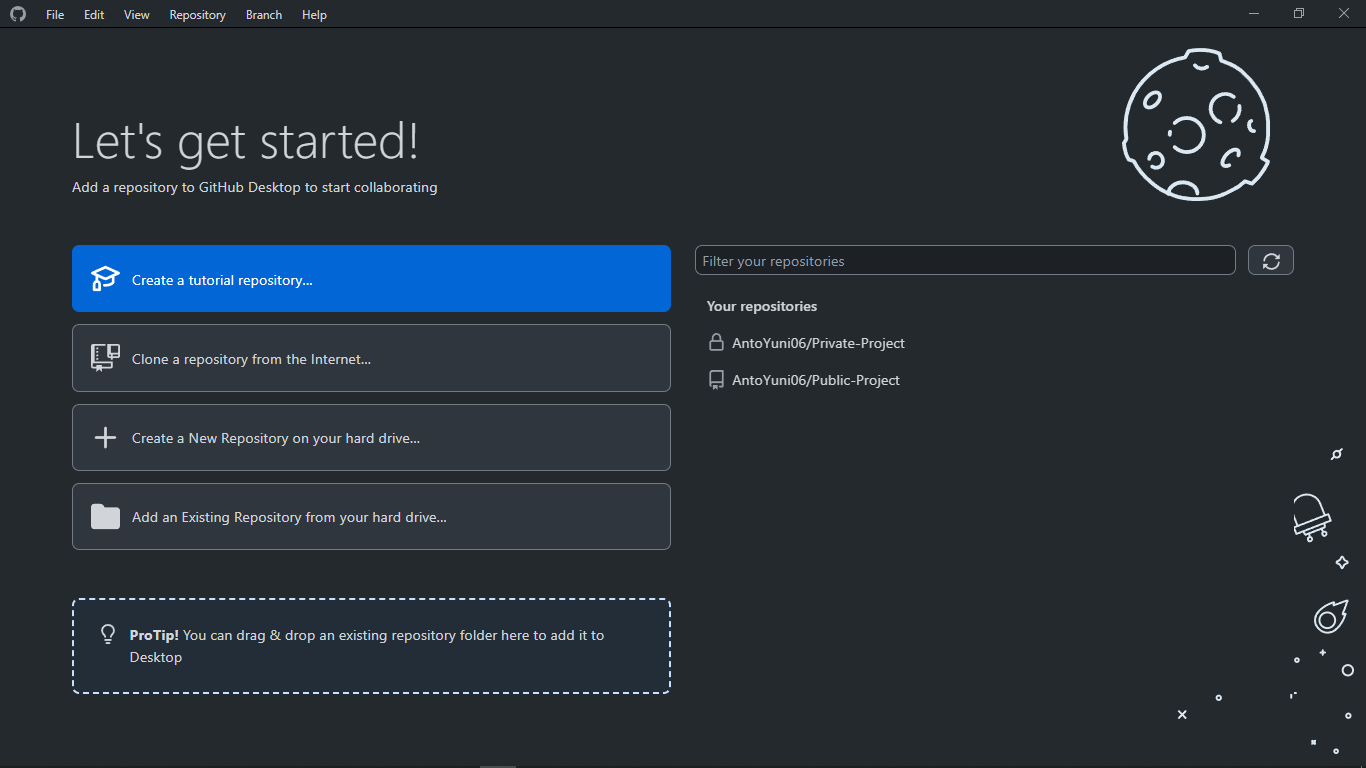 File Edit View Repository Branch Help
Let's get started!
Add a repository to GitHub Desktop to start collaborating
Create a tutorial repository...
Clone a repository from the Internet...
Create a New Repository on your hard drive...
Add an Existing Repository from your hard drive...
ProTip! You can drag & drop an existing repository folder here to add it to
Desktop
Filter your repositories
Your repositories
AntoYuni06/Private-Project
AntoYuni06/Public-Project